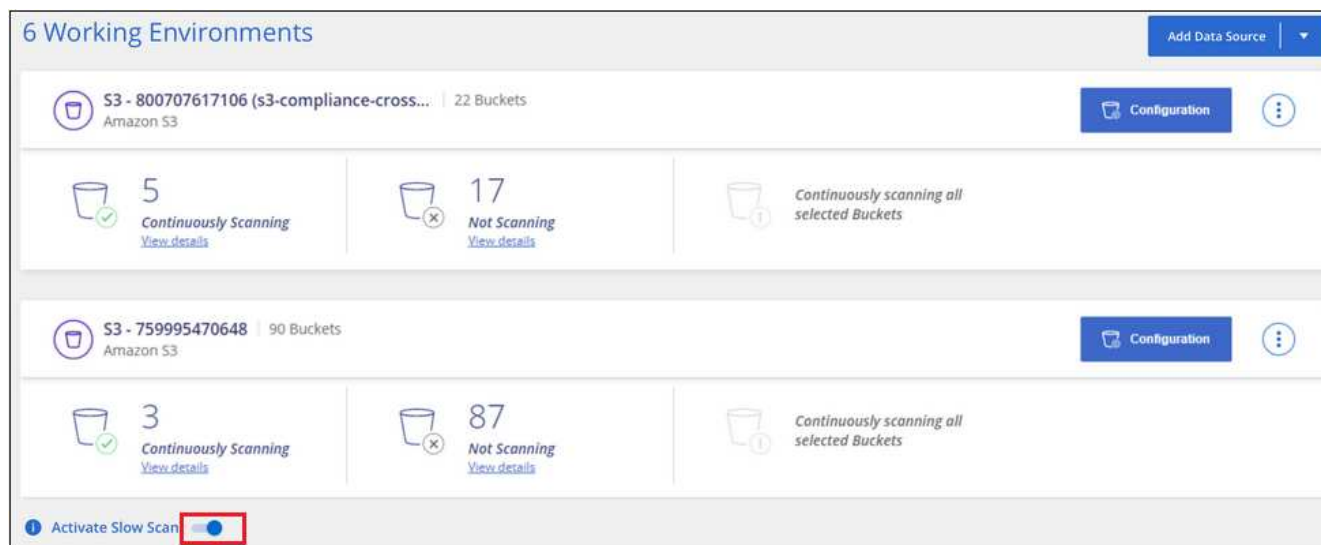 6 Working Environments
Add Data Source
S3 - 800707617106 (s3-compliance-cross... 22 Buckets
Amazon S3
Configuration
5
Continuously Scanning
View details
17
Not Scanning
View details
Continuously scanning all
selected Buckets
S3 - 759995470648 90 Buckets
Amazon S3
Configuration
3
Continuously Scanning
View details
87
Not Scanning
View details
Continuously scanning all
selected Buckets
Activate Slow Scan